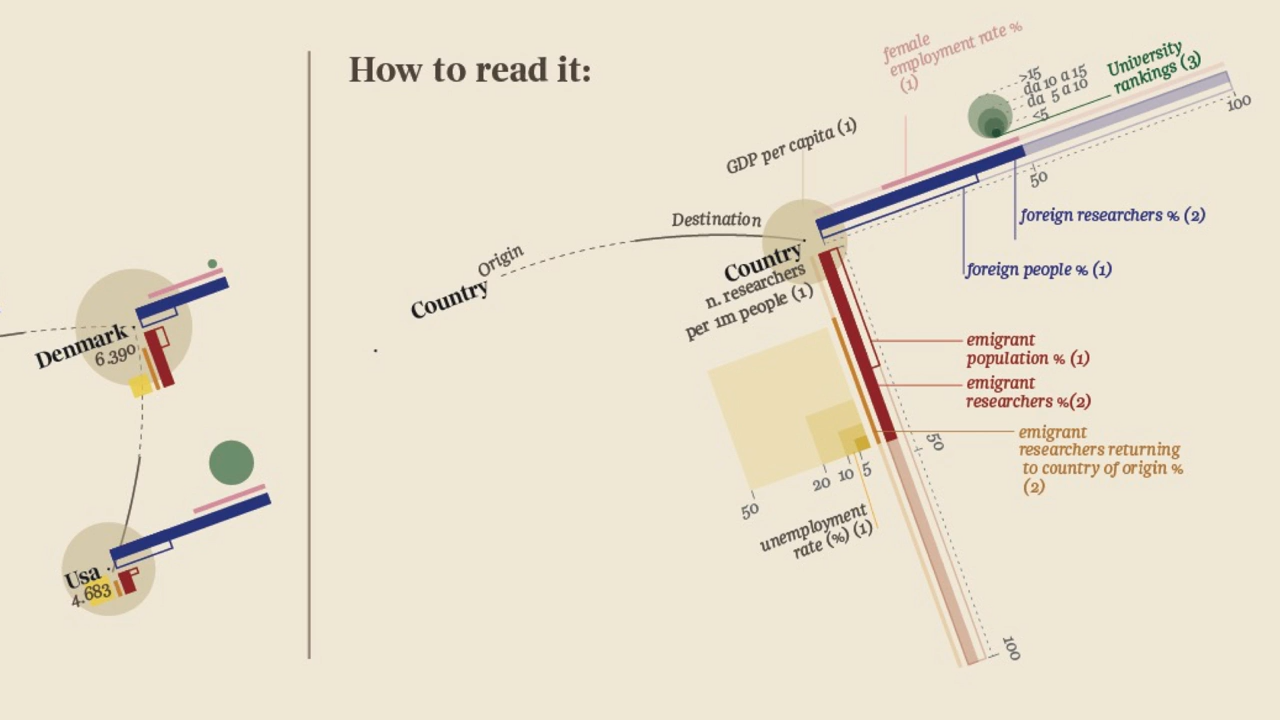 How to read it:
female
employment rate %
(1)
>15
da 10 a 15
da 5 a 10
<5
University
rankings (3)
100
GDP per capita (1)
50
Destination
foreign researchers % (2)
Origin
Country
Country
n. researchers
per 1m people (1)
foreign people % (1)
Denmark
6.390
emigrant
population % (1)
emigrant
researchers %(2)
emigrant
researchers returning
to country of origin %
(2)
50
50
20
10
5
unemployment
rate (%) (1)
Usa
4.683
100